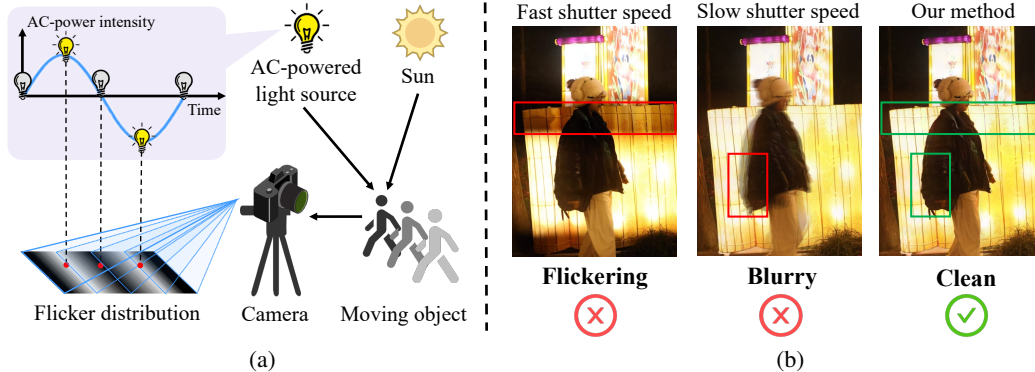 AC-power intensity
Time
AC-powered
light source
Sun
Flicker distribution
Camera
Moving object
(a)
Fast shutter speed
Slow shutter speed
Our method
Flickering
Blurry
Clean
(b)